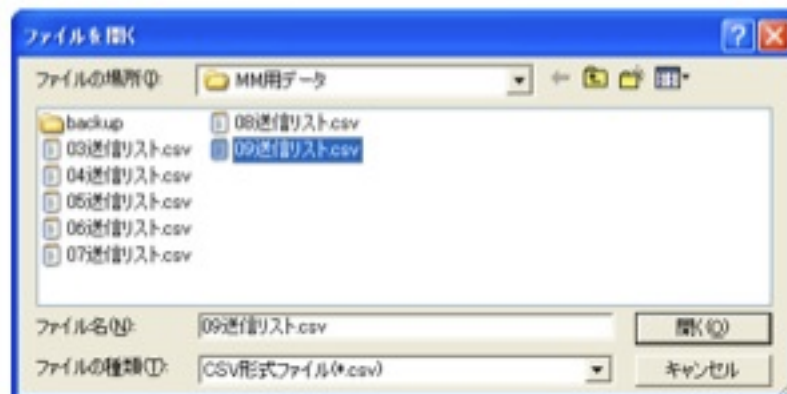 ファイルを開く
ファイルの場所(I):
MM用データ
backup
03送信リスト.csv
04送信リスト.csv
05送信リスト.csv
06送信リスト.csv
07送信リスト.csv
08送信リスト.csv
09送信リスト.csv
ファイル名(N):
09送信リスト.csv
開く(O)
ファイルの種類(T):
CSV形式ファイル(*.csv)
キャンセル